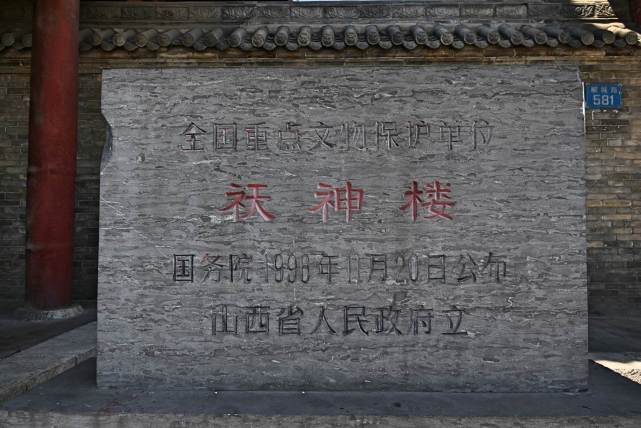 全国重点文物保护单位
祆神楼
国务院1996年11月20日公布
山西省人民政府立
581